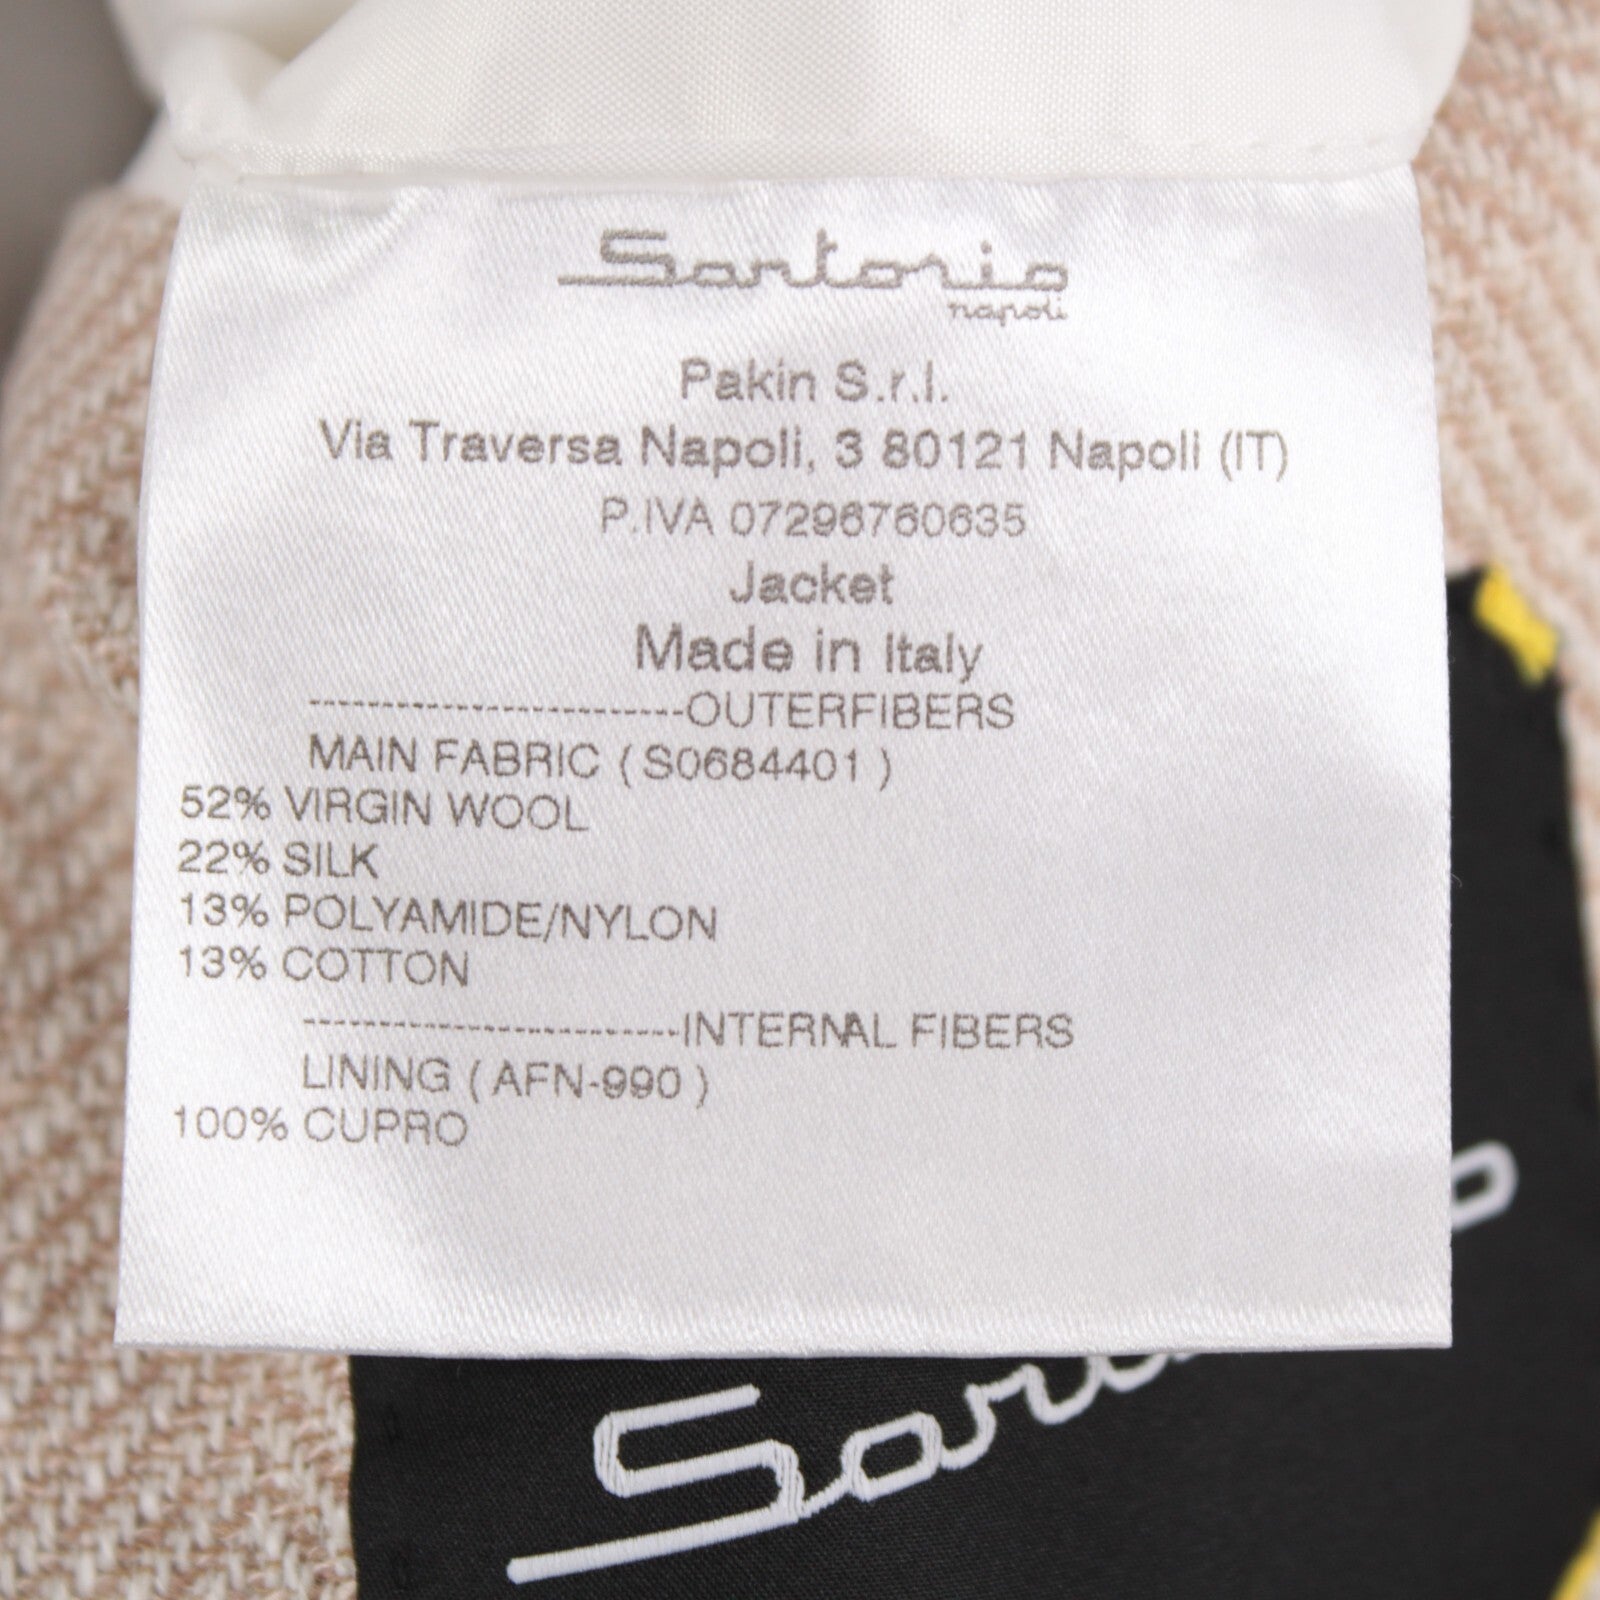 Sartorio
napoli
Pakin S.r.l.
Via Traversa Napoli, 3 80121 Napoli (IT)
P.IVA 07296760635
Jacket
Made in Italy
-------------------------OUTERFIBERS
MAIN FABRIC ( S0684401 )
52% VIRGIN WOOL
22% SILK
13% POLYAMIDE/NYLON
13% COTTON
-------------------------INTERNAL FIBERS
LINING ( AFN-990 )
100% CUPRO